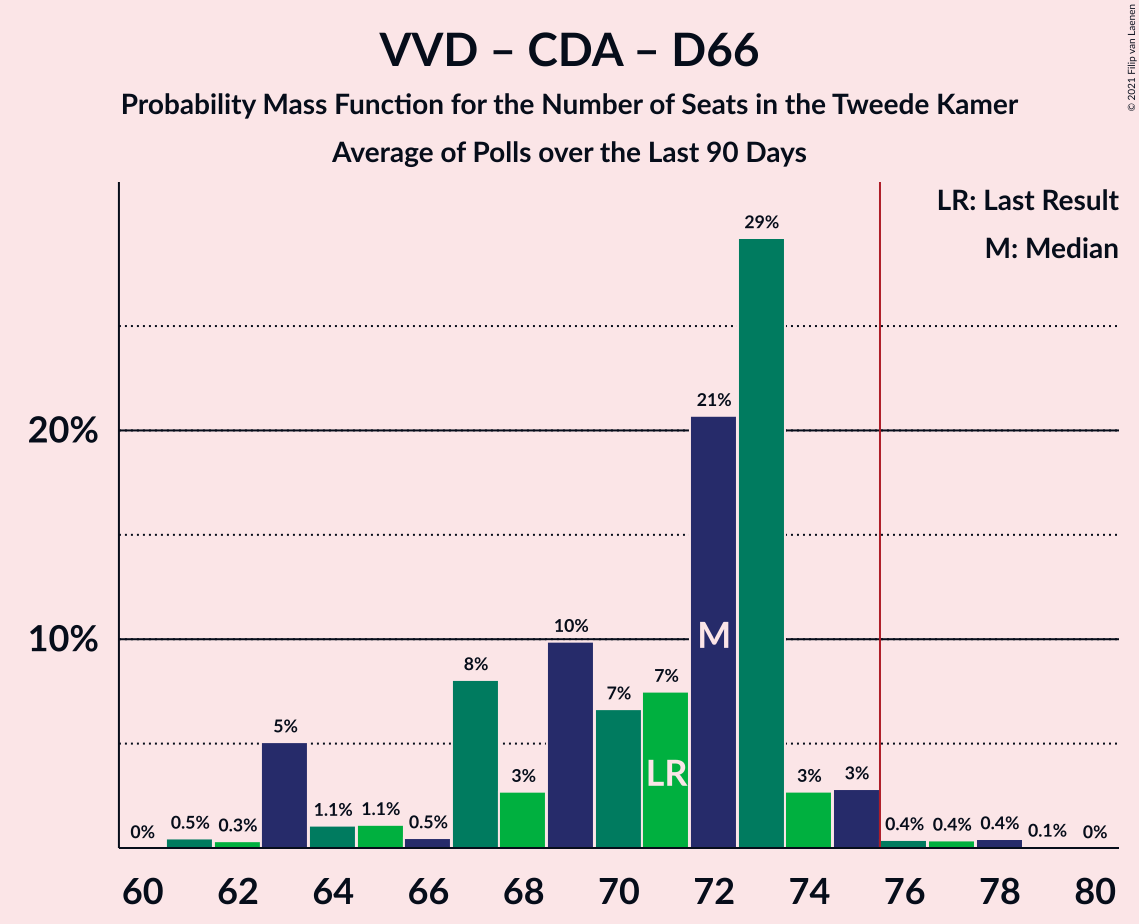 VVD – CDA – D66
Probability Mass Function for the Number of Seats in the Tweede Kamer
Average of Polls over the Last 90 Days
© 2021 Filip van Laenen
LR: Last Result
M: Median
20%
10%
0%
0.5%
0.3%
5%
1.1%
1.1%
0.5%
8%
3%
10%
7%
7%
21%
29%
3%
3%
0.4%
0.4%
0.4%
0.1%
0%
LR
M
60 62 64 66 68 70 72 74 76 78 80